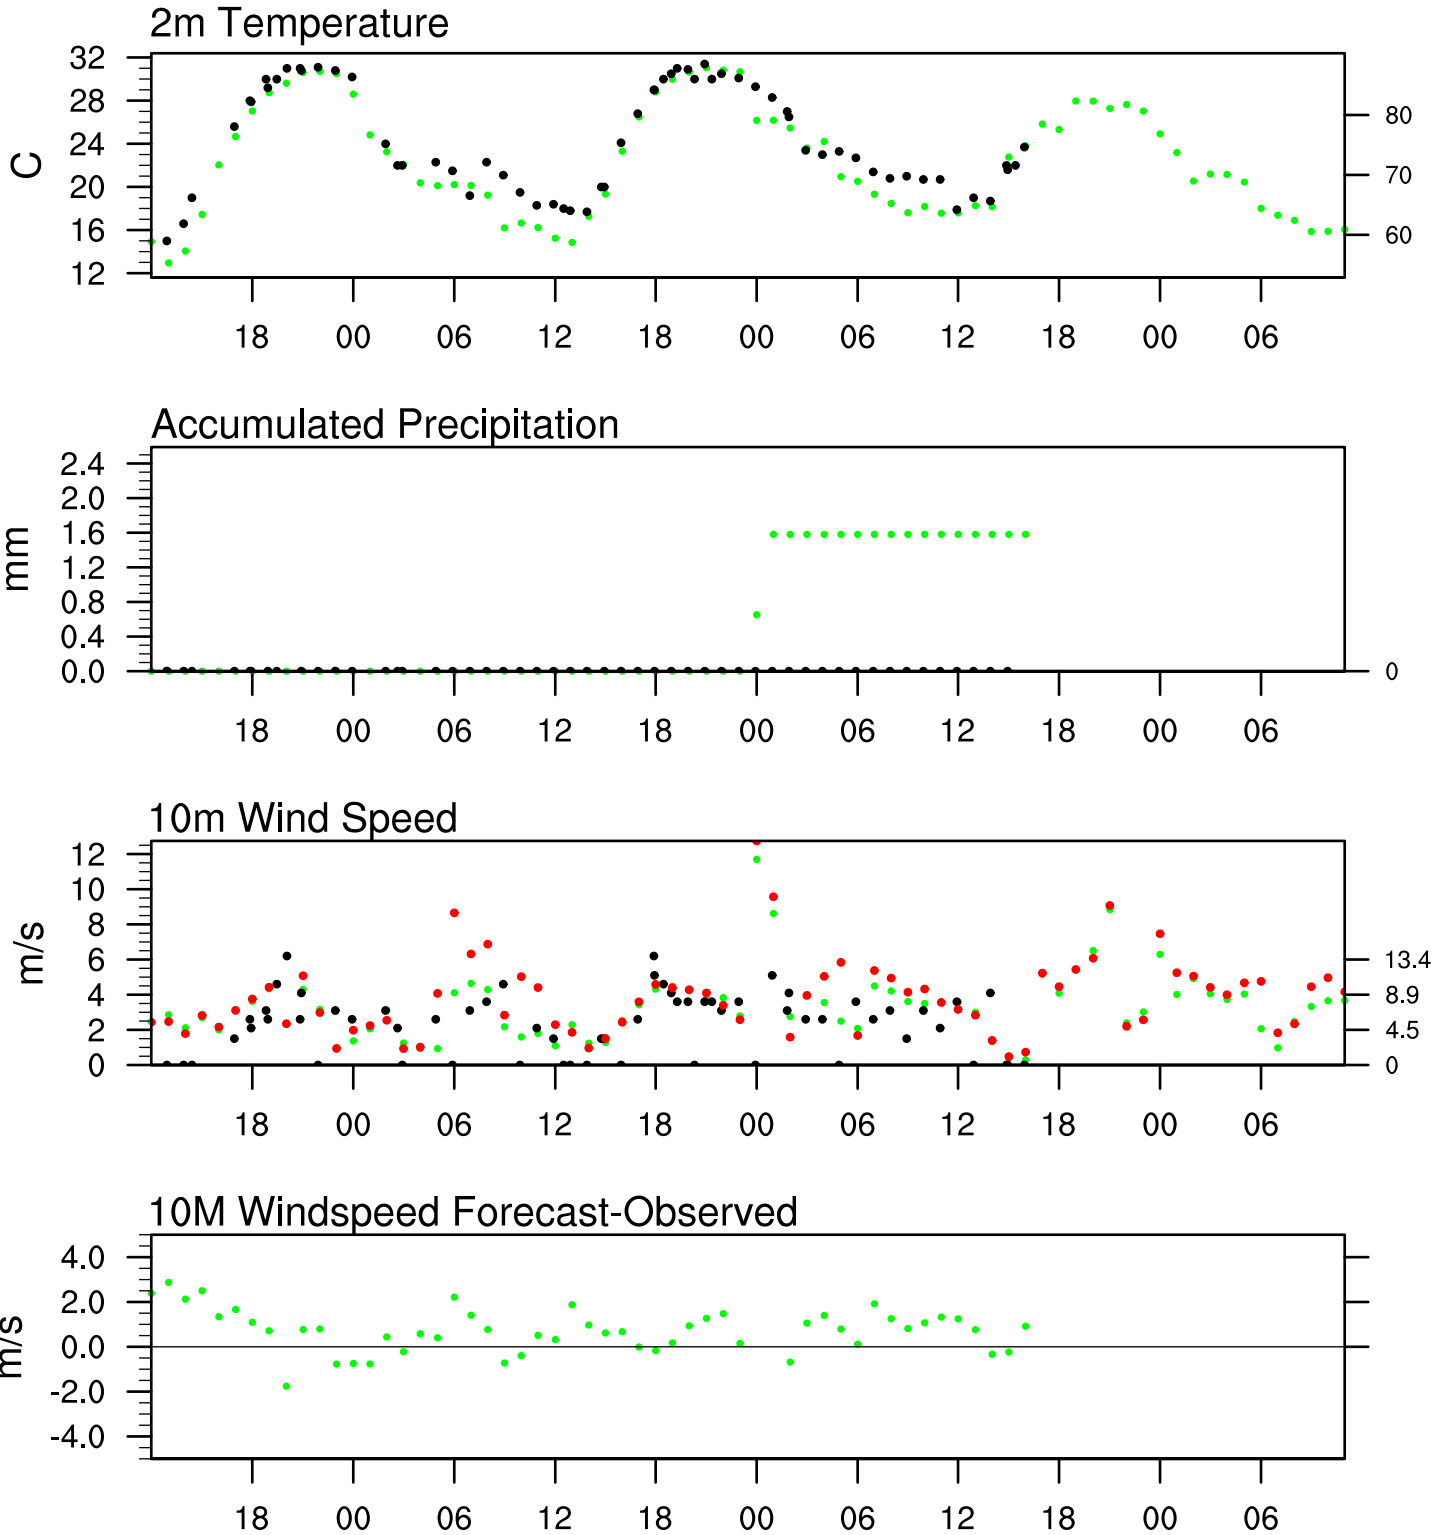 2m Temperature
32
28
24
20
16
12
C
80
70
60
18 00 06 12 18 00 06 12 18 00 06
Accumulated Precipitation
2.4
2.0
1.6
1.2
0.8
0.4
0.0
mm
0
18 00 06 12 18 00 06 12 18 00 06
10m Wind Speed
12
10
8
6
4
2
0
m/s
13.4
8.9
4.5
0
18 00 06 12 18 00 06 12 18 00 06
10M Windspeed Forecast-Observed
4.0
2.0
0.0
-2.0
-4.0
m/s
18 00 06 12 18 00 06 12 18 00 06